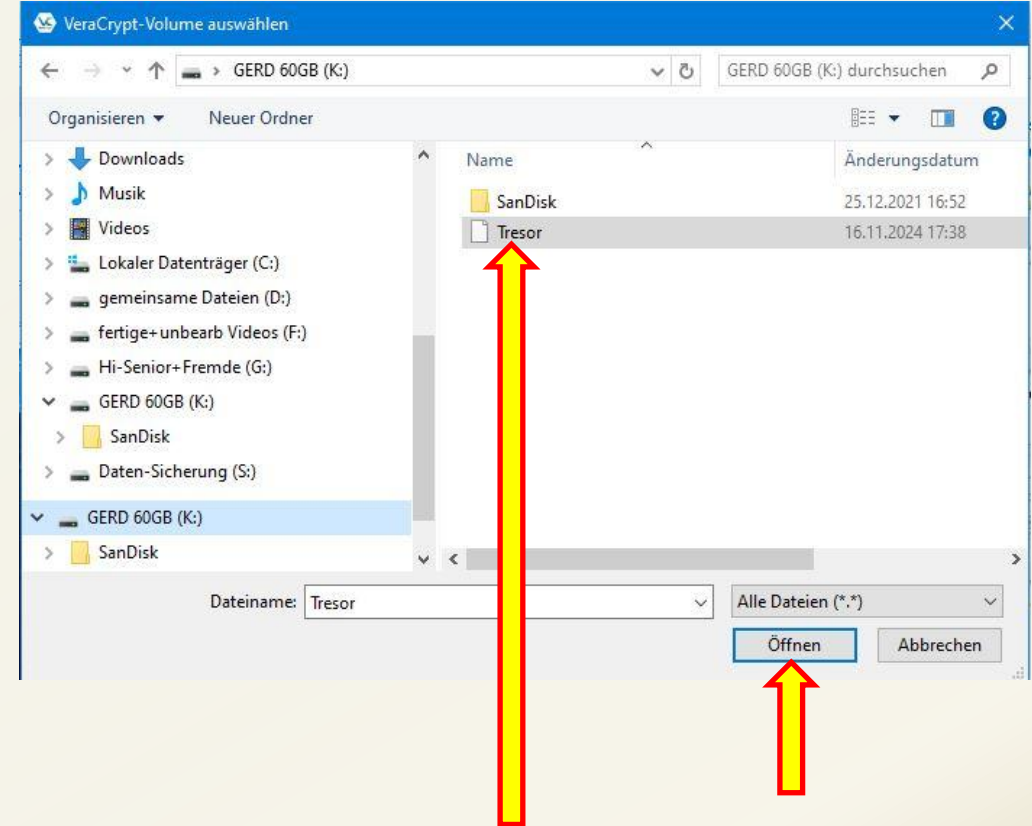 VeraCrypt-Volume auswählen
GERD 60GB (K:)
GERD 60GB (K:) durchsuchen
Organisieren
Neuer Ordner
Downloads
Musik
Videos
Lokaler Datenträger (C:)
gemeinsame Dateien (D:)
fertige+unbearb Videos (F:)
Hi-Senior+Fremde (G:)
GERD 60GB (K:)
SanDisk
Daten-Sicherung (S:)
GERD 60GB (K:)
SanDisk
Name Änderungsdatum
SanDisk 25.12.2021 16:52
Tresor 16.11.2024 17:38
Dateiname: Tresor
Alle Dateien (*.*)
Öffnen Abbrechen